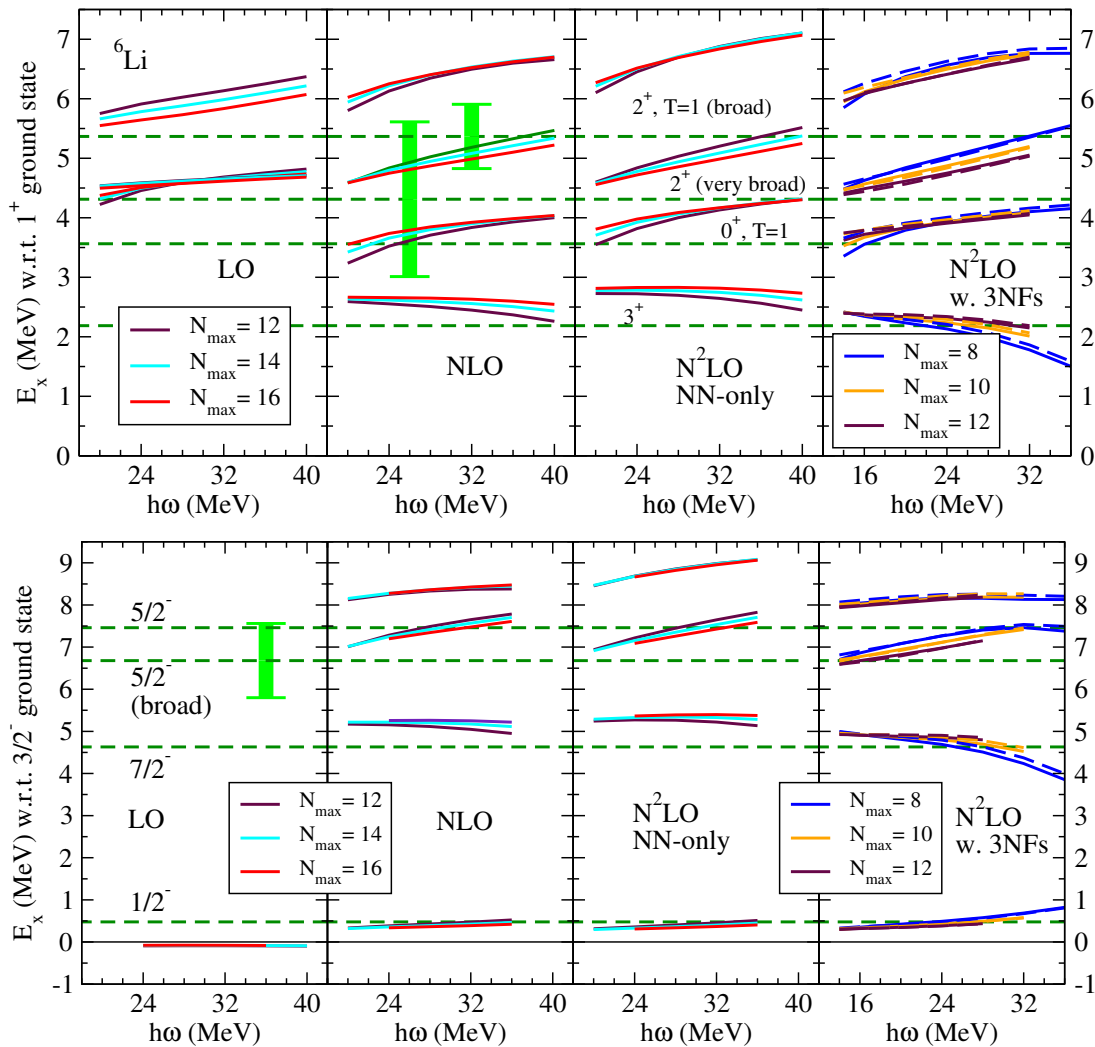 E_x (MeV) w.r.t. 1⁺ ground state
7
6
5
4
3
2
1
0
⁶Li
LO
N_max = 12
N_max = 14
N_max = 16
NLO
2⁺, T=1 (broad)
2⁺ (very broad)
0⁺, T=1
3⁺
N²LO
NN-only
N²LO
w. 3NFs
N_max = 8
N_max = 10
N_max = 12
7
6
5
4
3
2
1
0
24 32 40
24 32 40
24 32 40
16 24 32
hω (MeV)
hω (MeV)
hω (MeV)
hω (MeV)
E_x (MeV) w.r.t. 3/2⁻ ground state
9
8
7
6
5
4
3
2
1
0
-1
5/2⁻
5/2⁻
(broad)
7/2⁻
LO
1/2⁻
N_max = 12
N_max = 14
N_max = 16
NLO
N²LO
NN-only
N_max = 8
N_max = 10
N_max = 12
N²LO
w. 3NFs
9
8
7
6
5
4
3
2
1
0
-1
24 32 40
24 32 40
24 32 40
16 24 32
hω (MeV)
hω (MeV)
hω (MeV)
hω (MeV)